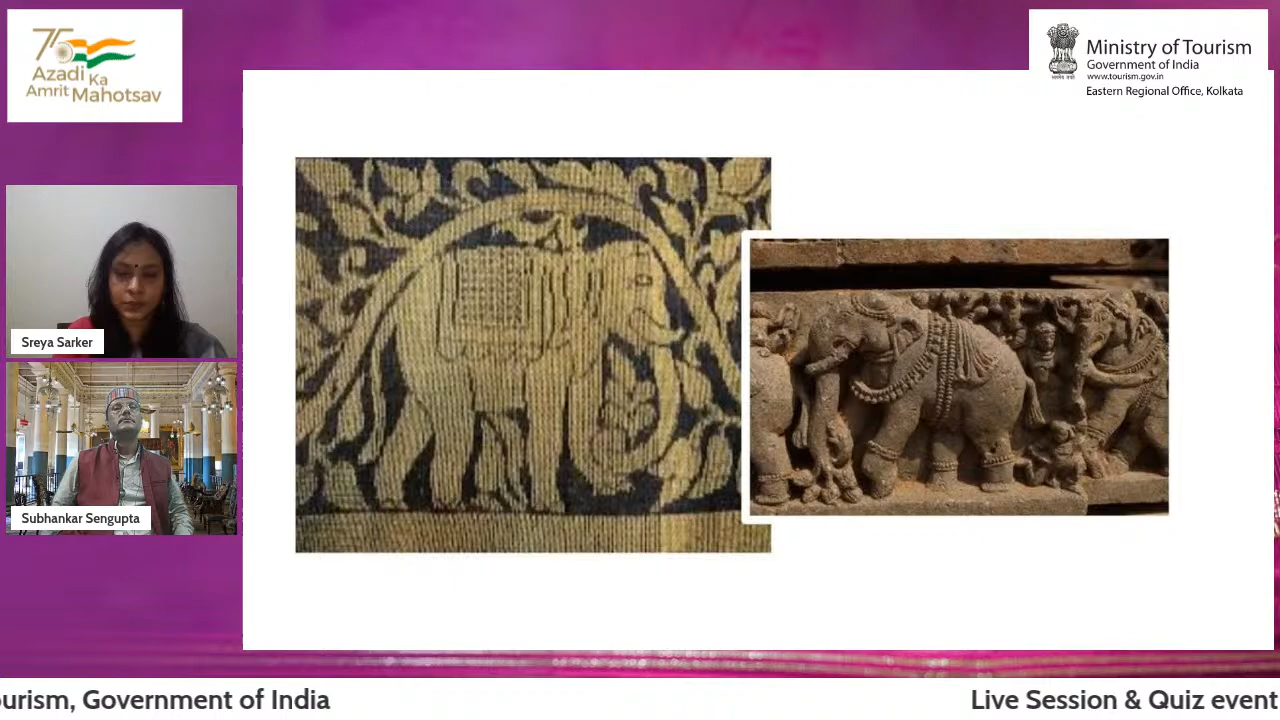 75
Azadi Ka
Amrit Mahotsav
Ministry of Tourism
Government of India
www.tourism.gov.in
Eastern Regional Office, Kolkata
Sreya Sarker
Subhankar Sengupta
ourism, Government of India
Live Session & Quiz event